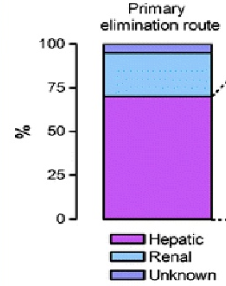 Primary
elimination route
100
75
50
25
0
%
Hepatic
Renal
Unknown